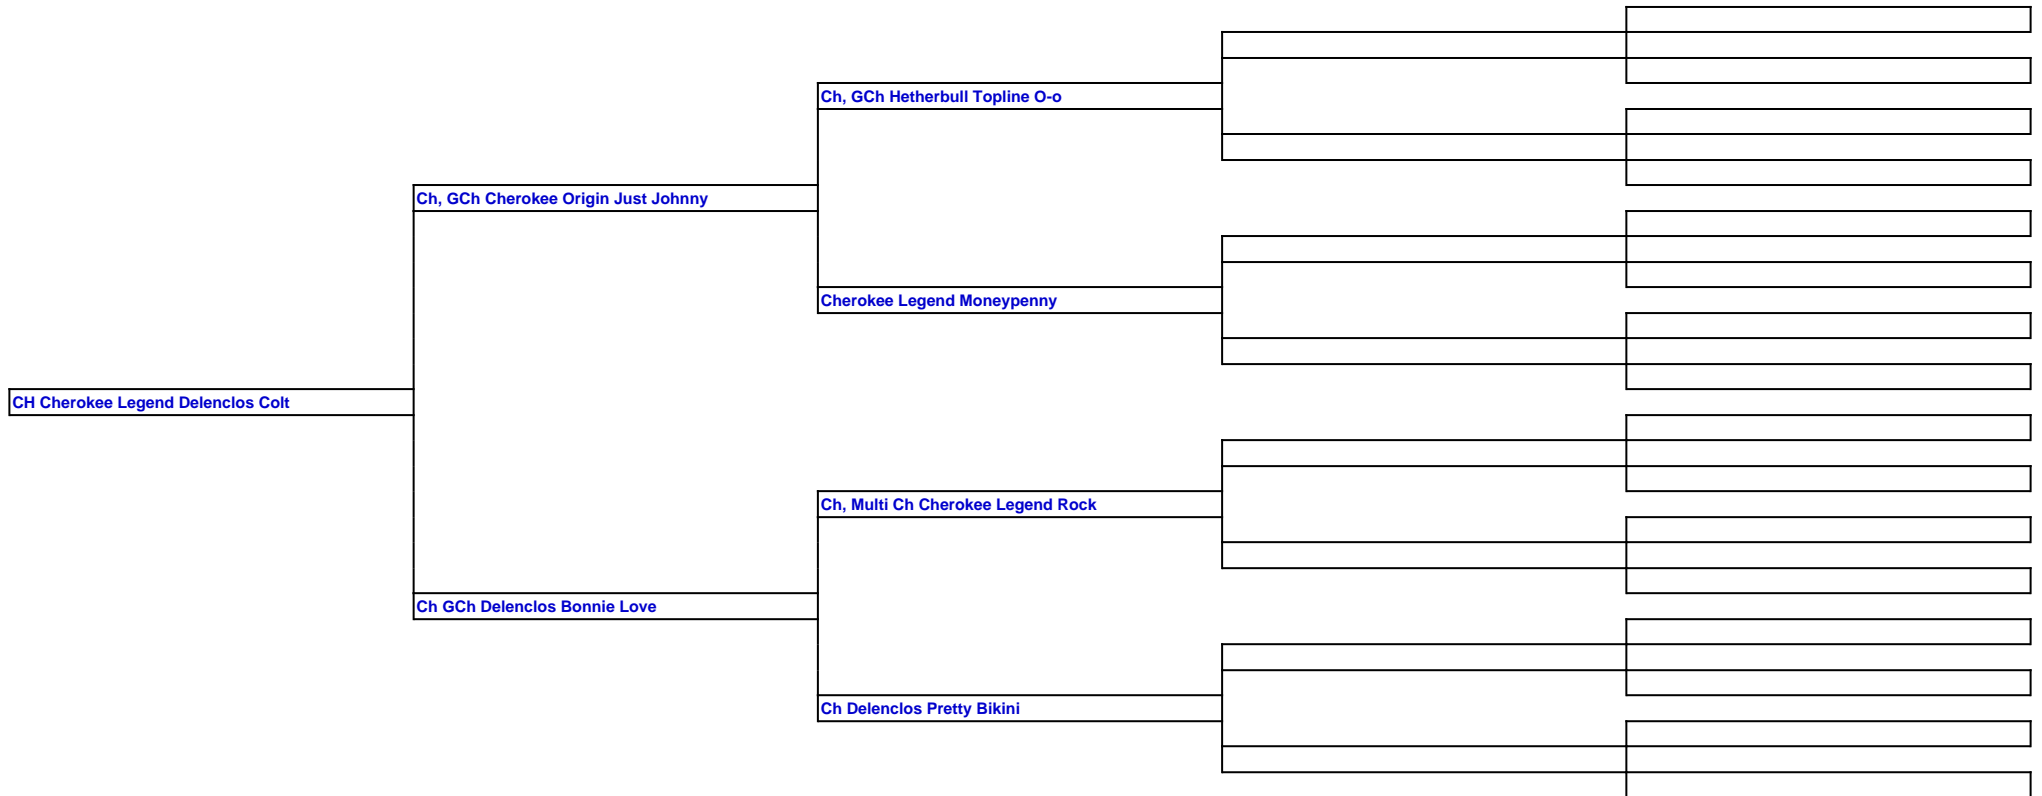 Ch, GCh Hetherbull Topline O-o
Ch, GCh Cherokee Origin Just Johnny
Cherokee Legend Moneypenny
CH Cherokee Legend Delenclos Colt
Ch, Multi Ch Cherokee Legend Rock
Ch GCh Delenclos Bonnie Love
Ch Delenclos Pretty Bikini